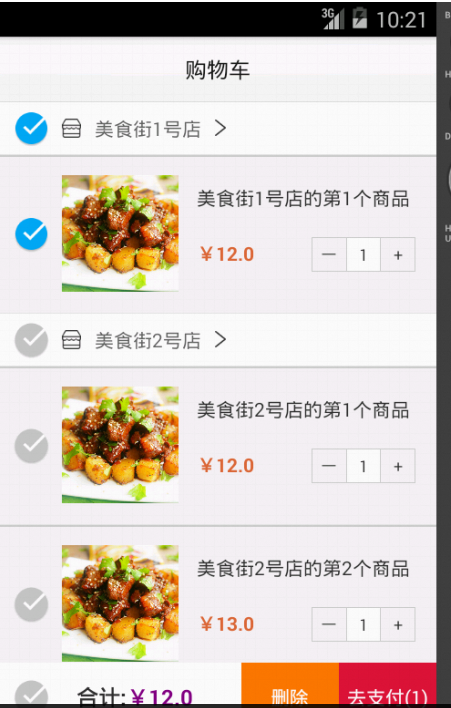 3G 10:21
购物车
美食街1号店
美食街1号店的第1个商品
￥12.0
— 1 +
美食街2号店
美食街2号店的第1个商品
￥12.0
— 1 +
美食街2号店的第2个商品
￥13.0
— 1 +
合计:￥12.0 删除 去支付(1)